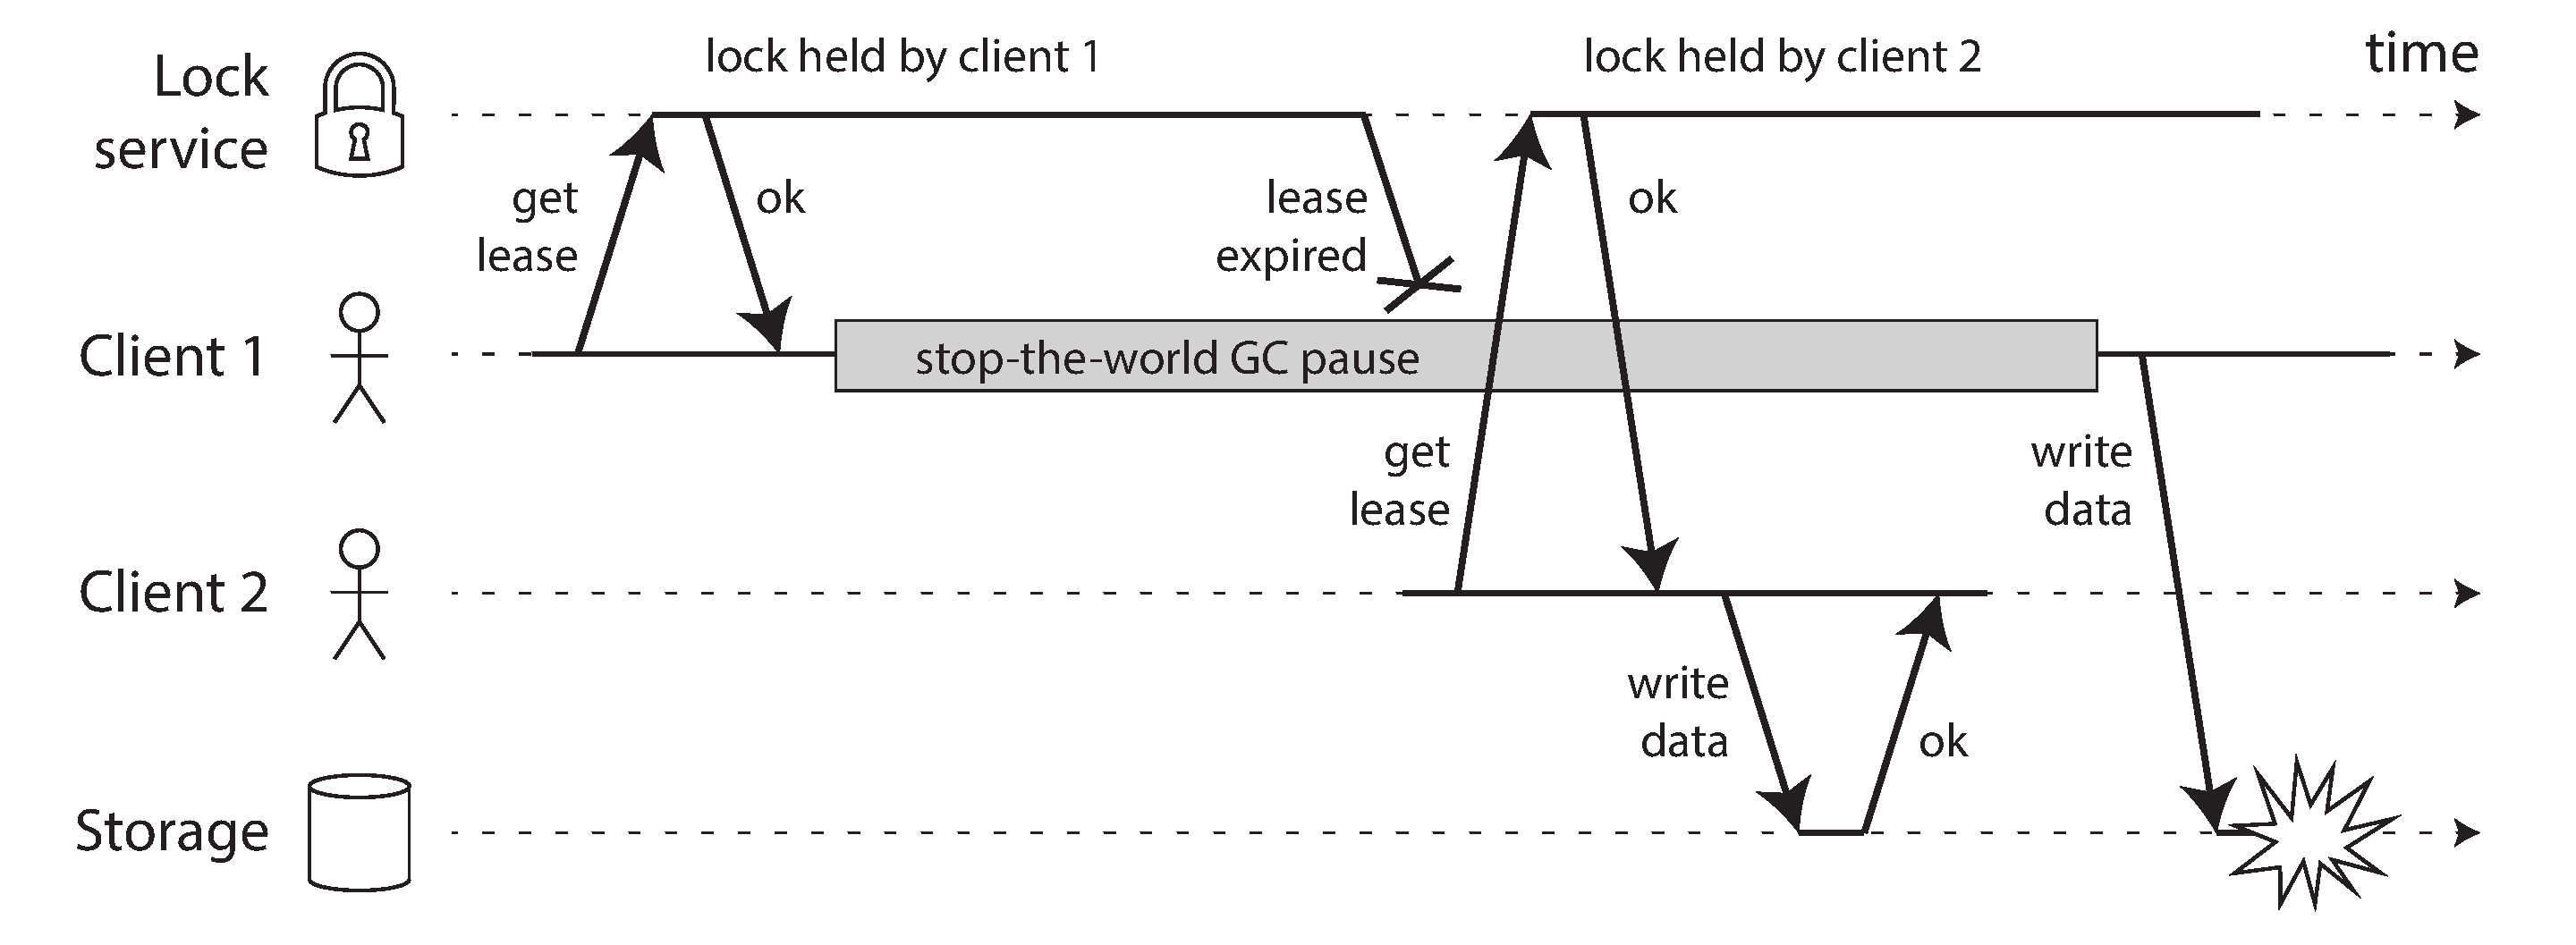 lock held by client 1
lock held by client 2
time
Lock
service
get
lease
ok
lease
expired
ok
Client 1
stop-the-world GC pause
get
lease
write
data
Client 2
write
data
ok
Storage